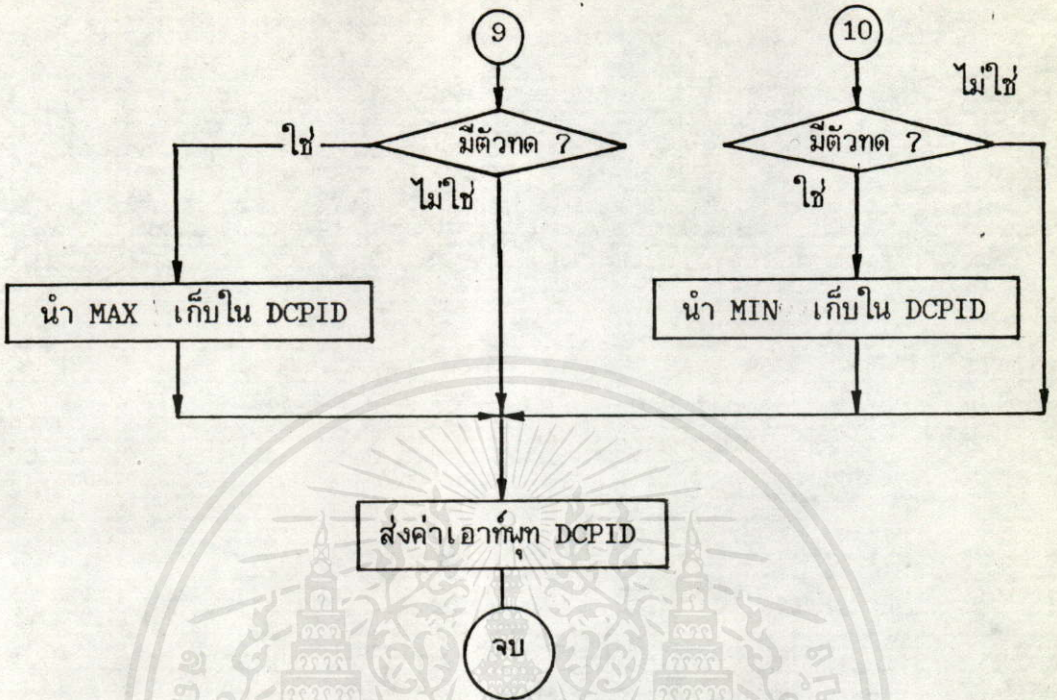 9
10
ไม่ใช่
ใช่
มีตัวทด ?
มีตัวทด ?
ไม่ใช่
ใช่
นำ MAX เก็บใน DCPID
นำ MIN เก็บใน DCPID
ส่งค่าเอาท์พุท DCPID
จบ